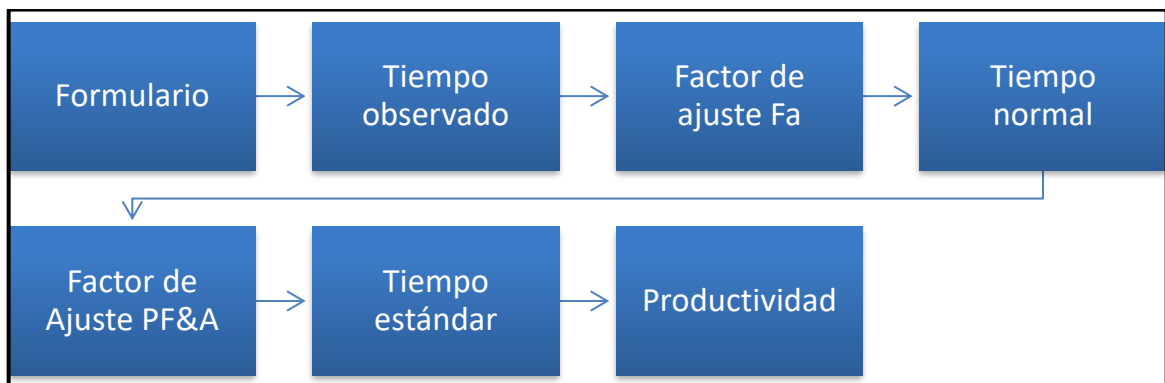 Formulario
Tiempo
observado
Factor de
ajuste Fa
Tiempo
normal
Factor de
Ajuste PF&A
Tiempo
estándar
Productividad